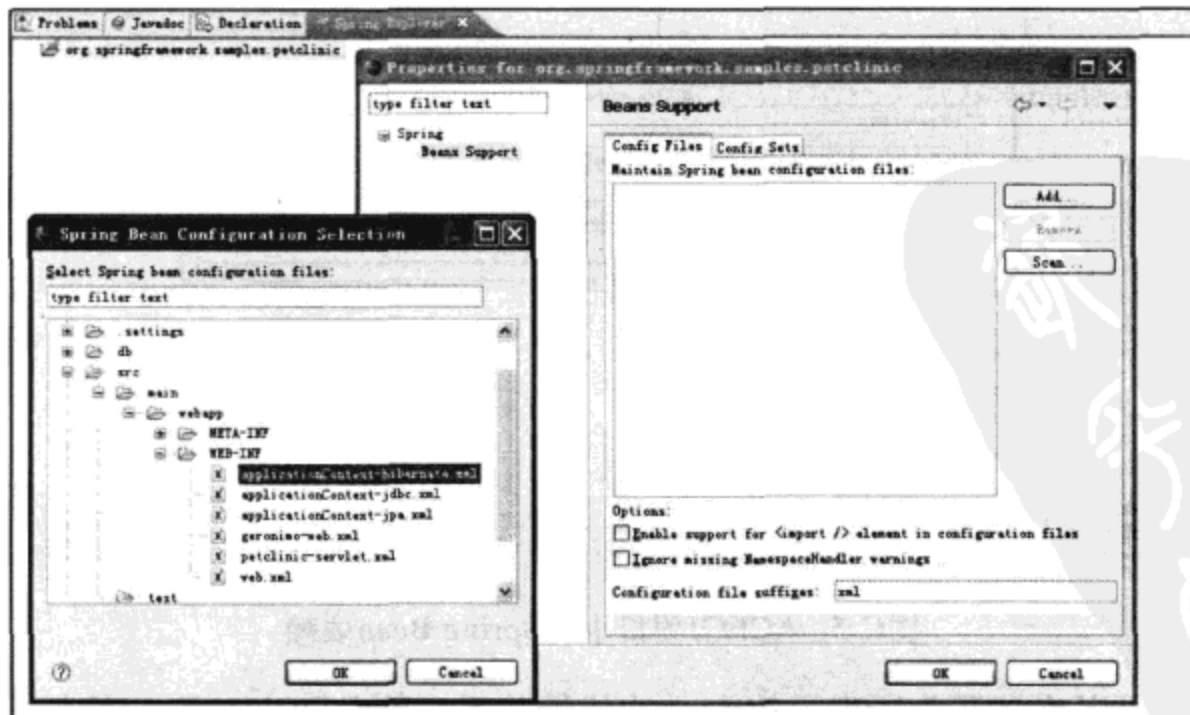 Problems @ Javadoc Declaration Spring Explorer
org.springframework.samples.petclinic
Properties for org.springframework.samples.petclinic
type filter text
Spring
Beans Support
Beans Support
Config Files Config Sets
Maintain Spring bean configuration files:
Add...
Remove
Scan...
Options:
Enable support for <import /> element in configuration files
Ignore missing NamespaceHandler warnings
Configuration file suffixes: xml
OK Cancel
Spring Bean Configuration Selection
Select Spring bean configuration files:
type filter text
.settings
db
src
main
webapp
META-INF
WEB-INF
applicationContext-hibernate.xml
applicationContext-jdbc.xml
applicationContext-jpa.xml
geronimo-web.xml
petclinic-servlet.xml
web.xml
test
OK Cancel